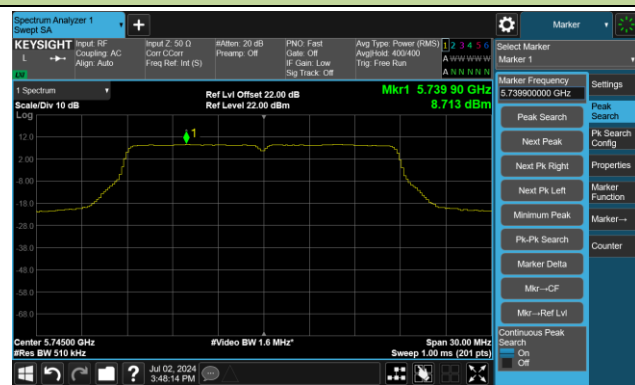 Spectrum Analyzer 1
Swept SA
+
Marker
KEYSIGHT
L
LW
Input: RF
Coupling: AC
Align: Auto
Input Z: 50 Ω
Corr CCorr
Freq Ref: Int (S)
#Atten: 20 dB
Preamp: Off
PNO: Fast
Gate: Off
IF Gain: Low
Sig Track: Off
Avg Type: Power (RMS)
Avg|Hold: 400/400
Trig: Free Run
1 2 3 4 5 6
A W W W W W
A N N N N N
Select Marker
Marker 1
1 Spectrum
Scale/Div 10 dB
Log
Ref Lvl Offset 22.00 dB
Ref Level 22.00 dBm
Mkr1 5.739 90 GHz
8.713 dBm
1
12.0
2.00
-8.00
-18.0
-28.0
-38.0
-48.0
-58.0
-68.0
Center 5.74500 GHz
#Res BW 510 kHz
#Video BW 1.6 MHz*
Span 30.00 MHz
Sweep 1.00 ms (201 pts)
Marker Frequency
5.739900000 GHz
Peak Search
Next Peak
Next Pk Right
Next Pk Left
Minimum Peak
Pk-Pk Search
Marker Delta
Mkr→CF
Mkr→Ref Lvl
Continuous Peak
Search
On
Off
Settings
Peak
Search
Pk Search
Config
Properties
Marker
Function
Marker→
Counter
?
Jul 02, 2024
3:48:14 PM